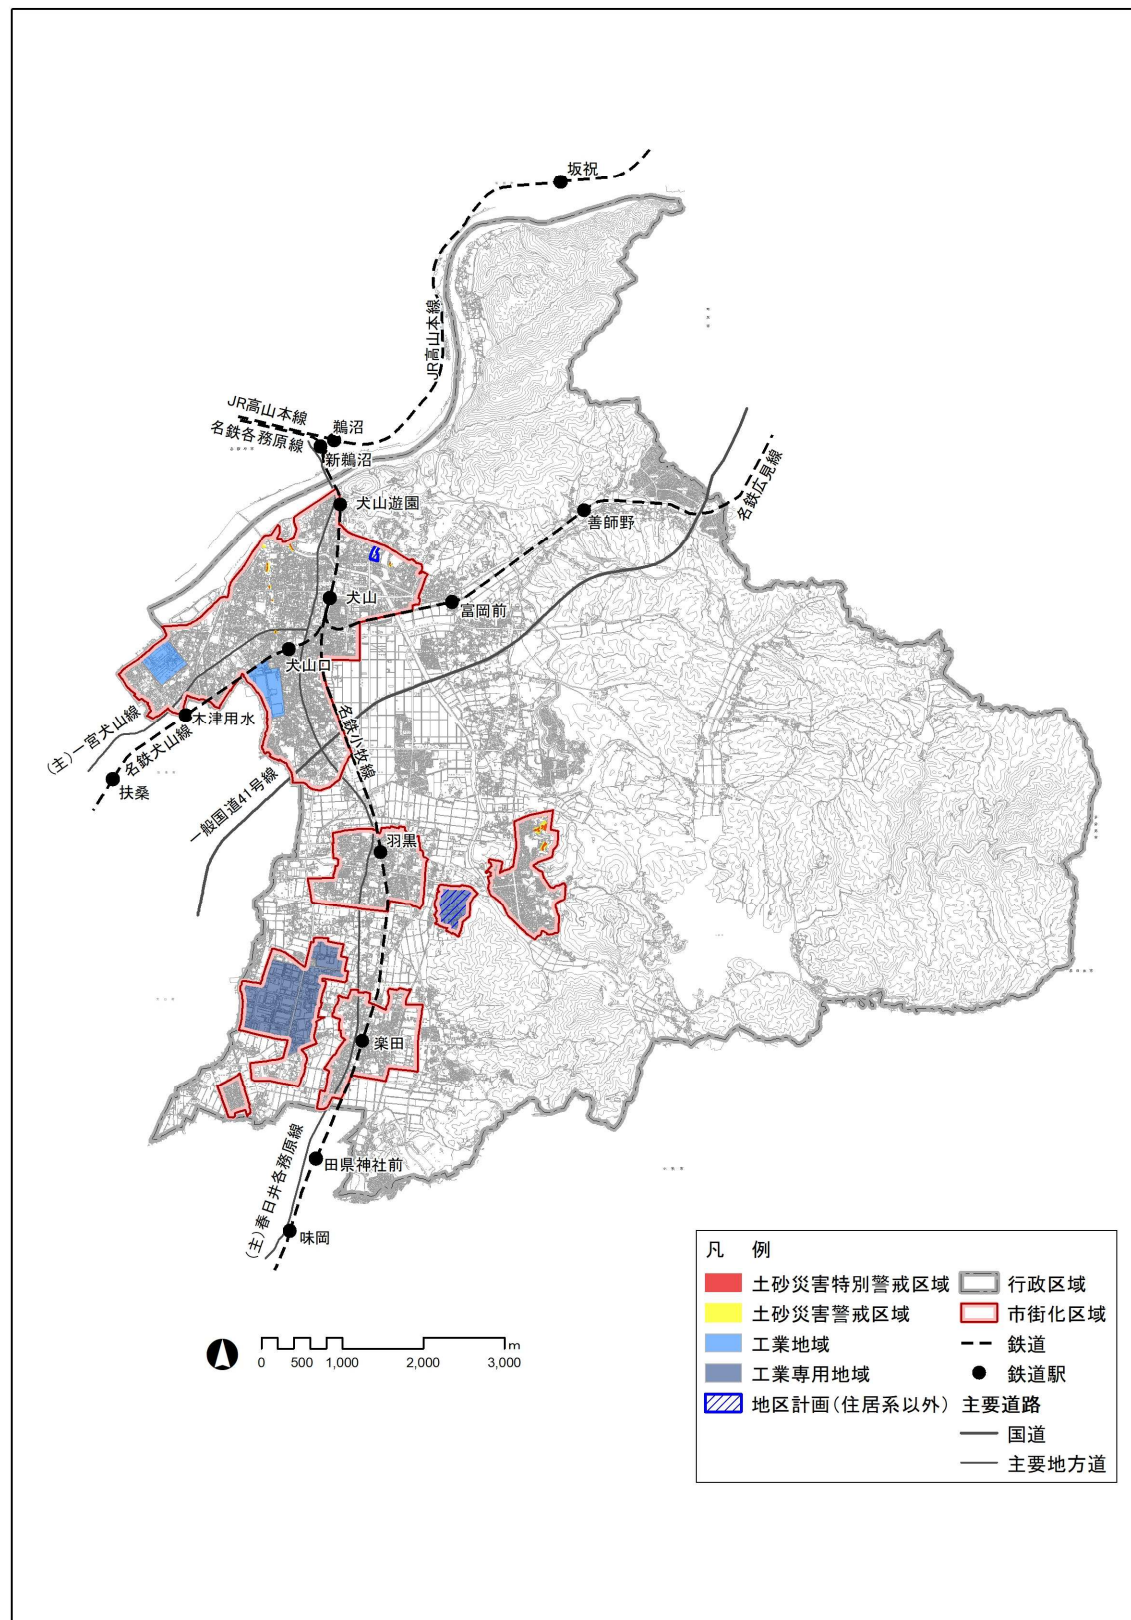 坂祝
JR高山本線
JR高山本線
鵜沼
名鉄各務原線
新鵜沼
犬山遊園
善師野
名鉄広見線
犬山
富岡前
犬山口
木津用水
(主)一宮犬山線
名鉄犬山線
名鉄小牧線
扶桑
一般国道41号線
羽黒
楽田
田県神社前
(主)春日井各務原線
味岡
凡 例
土砂災害特別警戒区域
土砂災害警戒区域
工業地域
工業専用地域
地区計画(住居系以外)
行政区域
市街化区域
鉄道
鉄道駅
主要道路
国道
主要地方道
0 500 1,000 2,000 3,000 m